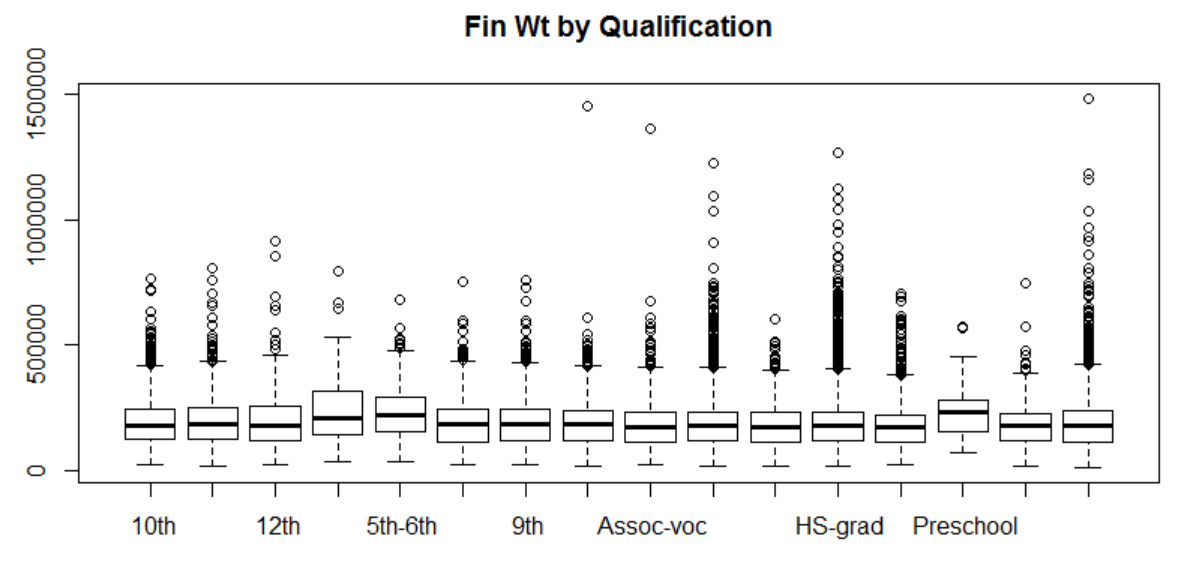 Fin Wt by Qualification
1500000
1000000
500000
0
10th 12th 5th-6th 9th Assoc-voc HS-grad Preschool